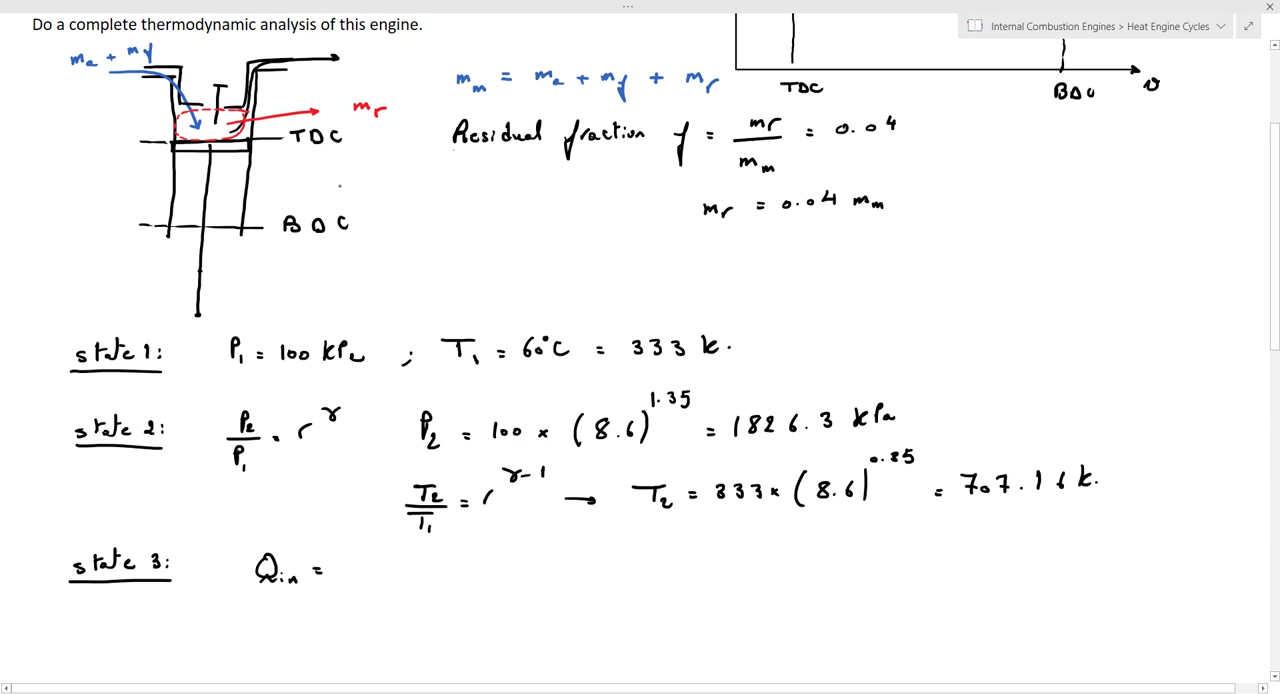 Do a complete thermodynamic analysis of this engine.
Internal Combustion Engines > Heat Engine Cycles
ma + mf
mr
TDC
BDC
TDC
BDC
v
mm = ma + mf + mr
Residual fraction f = mr/mm = 0.04
mr = 0.04 mm
state 1: P1 = 100 kPa ; T1 = 60°C = 333 k.
state 2: P2/P1 = r^γ P2 = 100 × (8.6)^1.35 = 1826.3 kPa
T2/T1 = r^γ-1 → T2 = 333 × (8.6)^0.35 = 707.16 k.
state 3: Qin =